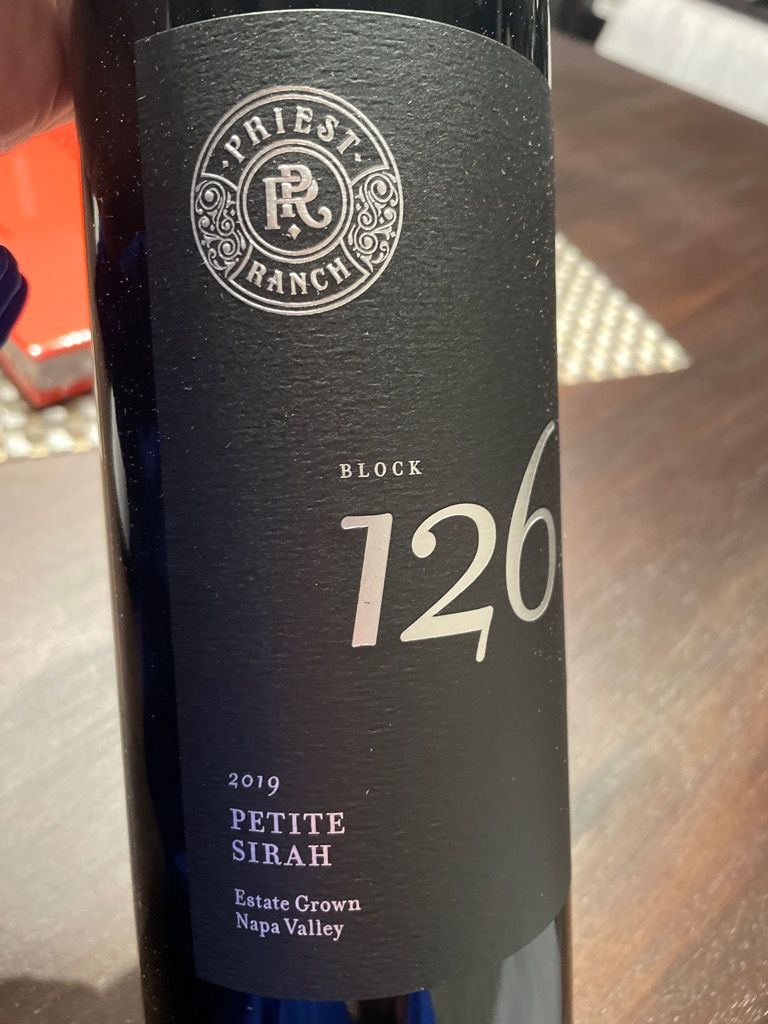 · PRIEST ·
PR
RANCH
BLOCK
126
2019
PETITE
SIRAH
Estate Grown
Napa Valley